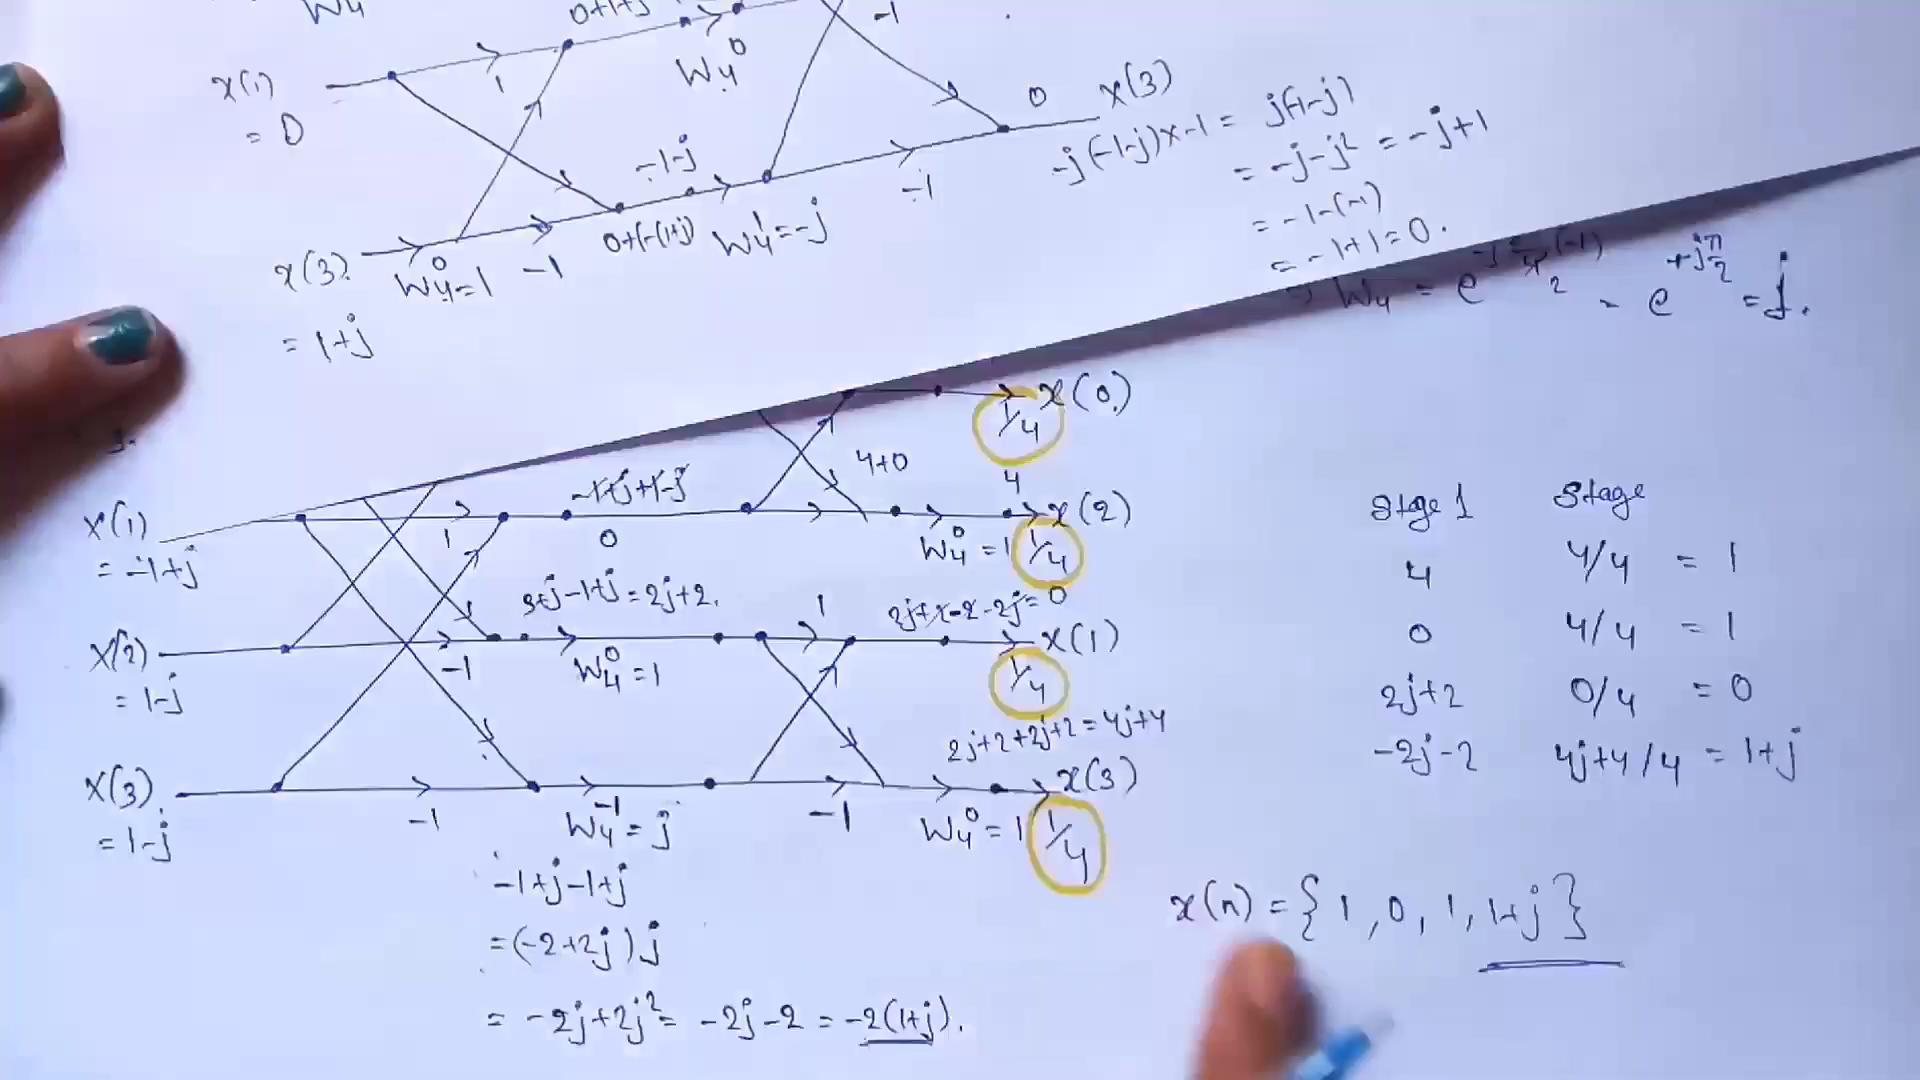 W4
0+1+j
-1
x(1)
= 0
1
W4^0
x(3)
= 1+j
W4^0=1
-1
-1-j
0+(-(1+j))
W4^1=-j
-1
0
x(3)
-j(-1-j)x-1 = j(-1-j)
= -j-j^2 = -j+1
= -1-(-1)
= -1+1=0.
= e^+jπ/2 = j.
x(0)
1/4
X(1)
= -1+j
1
-1+j+1-j
0
4+0
4
x(2)
W4^0 = 1
1/4
X(2)
= 1-j
-1
3+j-1+j=2j+2.
W4^0=1
1
2j+2-2-2j=0
x(1)
1/4
X(3)
= 1-j
-1
W4^-1 = j
-1
2j+2+2j+2=4j+4
x(3)
W4^0 = 1
1/4
-1+j-1+j
=(-2+2j)j
= -2j+2j^2= -2j-2 = -2(1+j).
Stage 1 Stage
4 4/4 = 1
0 4/4 = 1
2j+2 0/4 = 0
-2j-2 4j+4/4 = 1+j
x(n) = { 1 , 0 , 1 , 1+j }